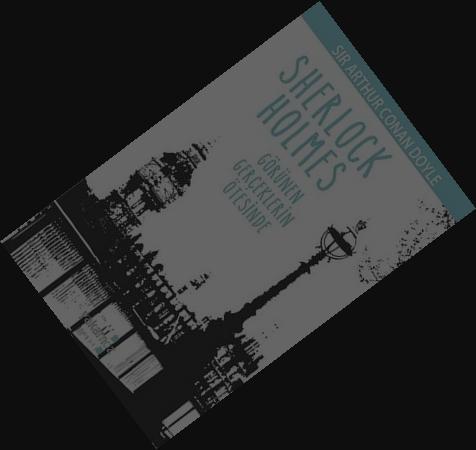 SIR ARTHUR CONAN DOYLE
SHERLOCK
HOLMES
GÖRÜNEN
GERÇEKLERİN
ÖTESİNDE